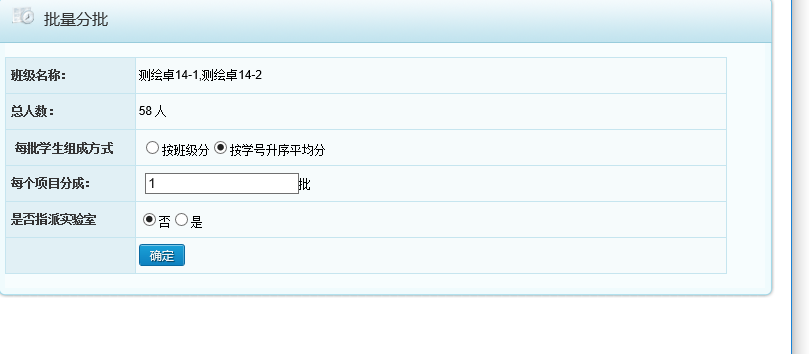 批量分批
班级名称： 测绘卓14-1,测绘卓14-2
总人数： 58 人
每批学生组成方式 按班级分 按学号升序平均分
每个项目分成： 1 批
是否指派实验室 否 是
确定